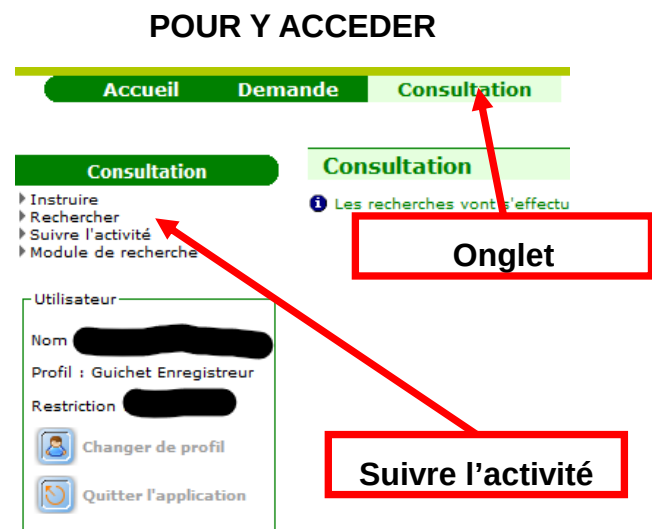 POUR Y ACCEDER
Accueil Demande Consultation
Consultation
Consultation
Instruire
Rechercher
Suivre l'activité
Module de recherche
Les recherches vont s'effectu
Onglet
Utilisateur
Nom
Profil : Guichet Enregistreur
Restriction
Changer de profil
Quitter l'application
Suivre l’activité